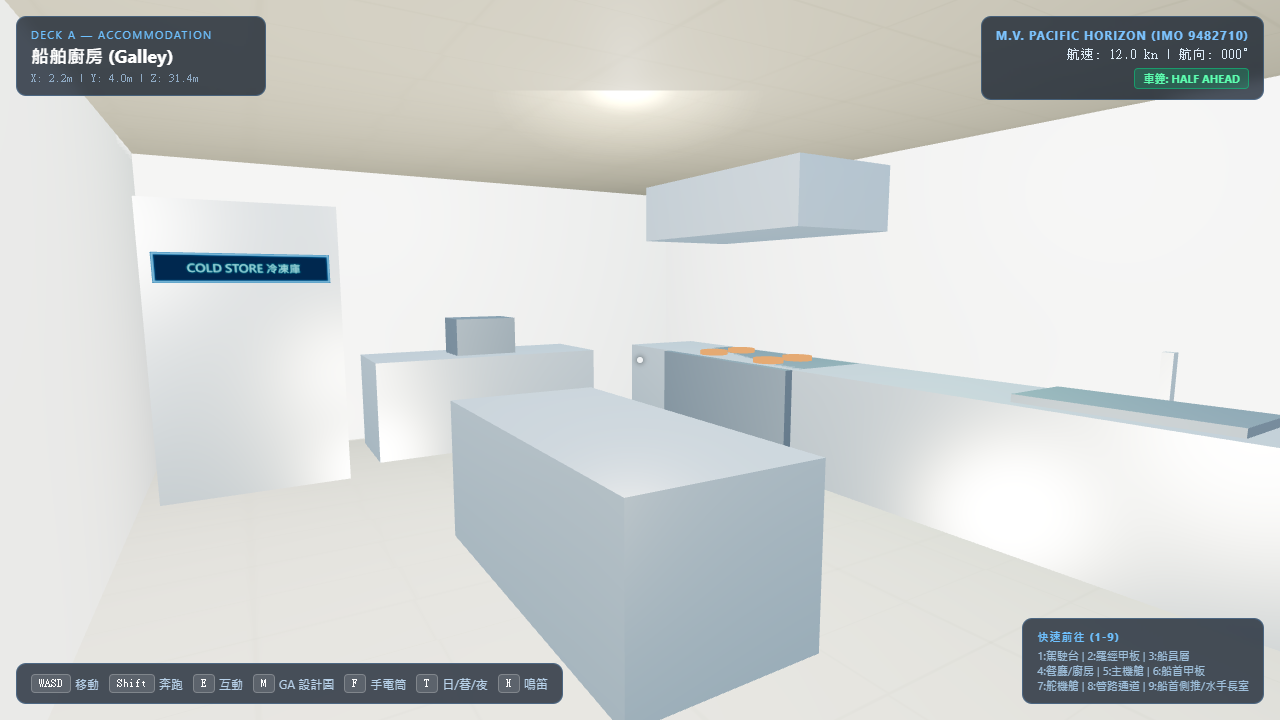 DECK A — ACCOMMODATION
船舶廚房 (Galley)
X: 2.2m | Y: 4.0m | Z: 31.4m
M.V. PACIFIC HORIZON (IMO 9482710)
航速: 12.0 kn | 航向: 000°
車鐘: HALF AHEAD
COLD STORE 冷凍庫
快速前往 (1-9)
1:駕駛台 | 2:羅經甲板 | 3:船員層
4:餐廳/廚房 | 5:主機艙 | 6:船首甲板
7:舵機艙 | 8:管路通道 | 9:船首側推/水手長室
WASD 移動 Shift 奔跑 E 互動 M GA 設計圖 F 手電筒 T 日/昏/夜 H 鳴笛